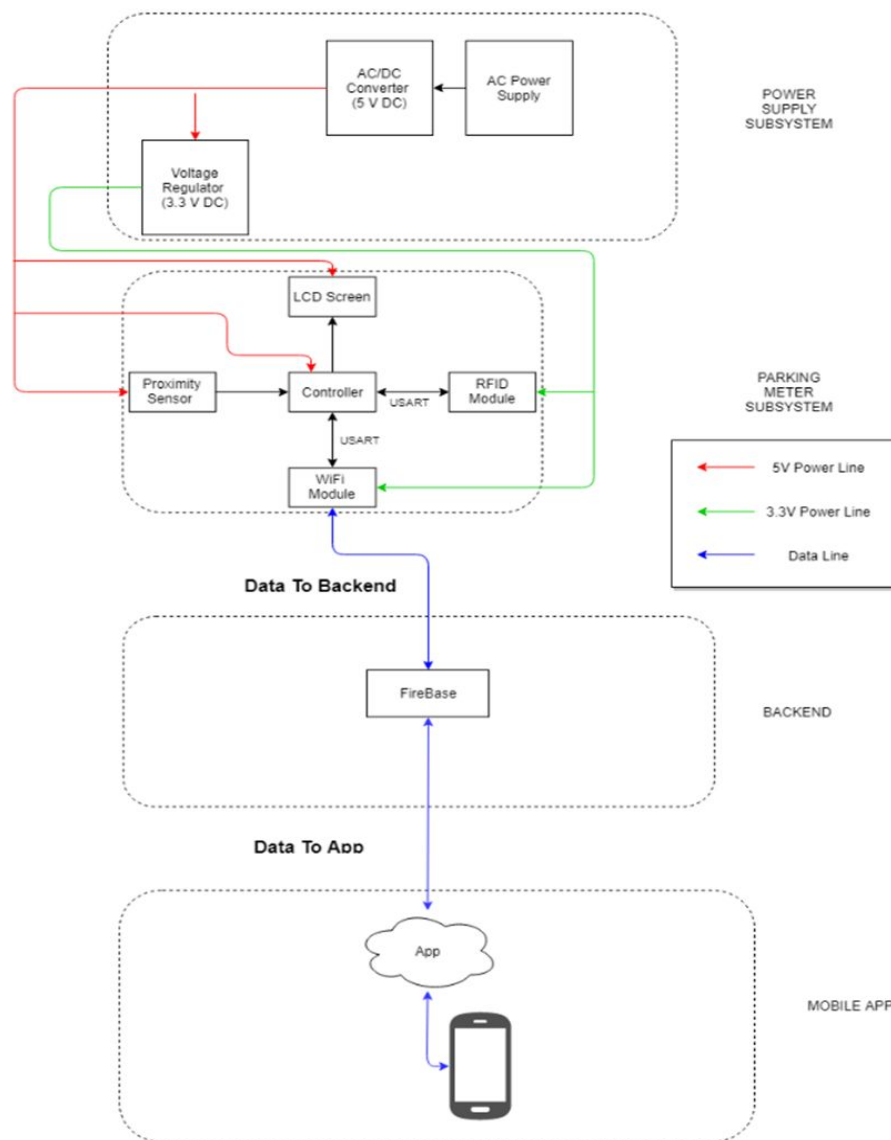 AC/DC
Converter
(5 V DC)
AC Power
Supply
POWER
SUPPLY
SUBSYSTEM
Voltage
Regulator
(3.3 V DC)
LCD Screen
Proximity
Sensor
Controller
USART
RFID
Module
PARKING
METER
SUBSYSTEM
USART
WiFi
Module
5V Power Line
3.3V Power Line
Data Line
Data To Backend
FireBase
BACKEND
Data To App
App
MOBILE APP